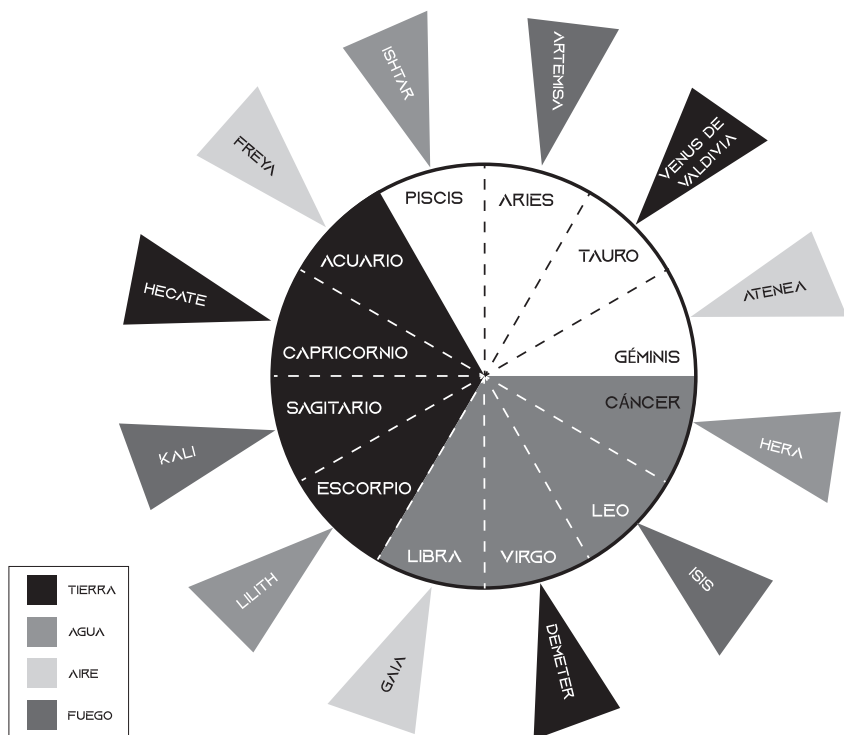 ISHTAR
ARTEMISA
VENUS DE
VALDIVIA
FREYA
ATENEA
HECATE
HERA
KALI
ISIS
LILITH
GAIA
DEMETER
PISCIS
ARIES
ACUARIO
TAURO
CAPRICORNIO
GÉMINIS
SAGITARIO
CÁNCER
ESCORPIO
LEO
LIBRA
VIRGO
TIERRA
AGUA
AIRE
FUEGO